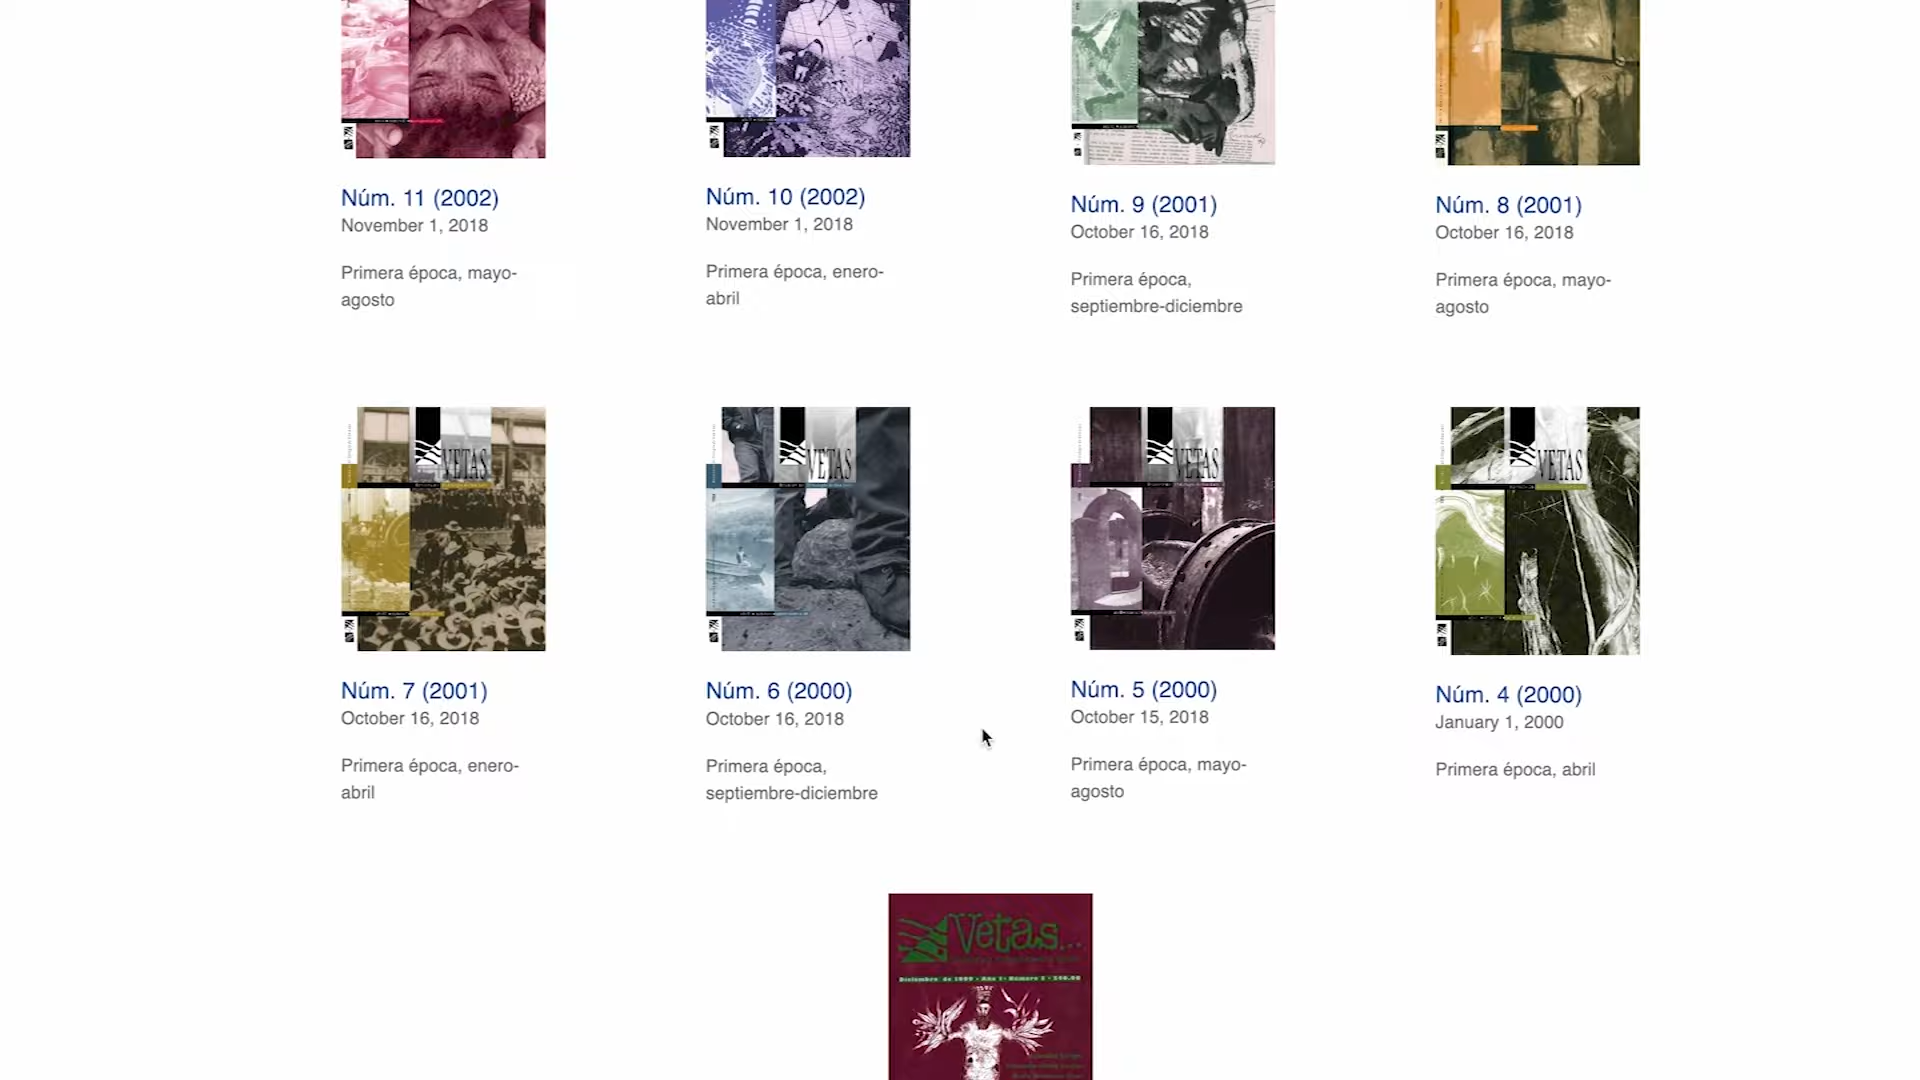 Núm. 11 (2002)
November 1, 2018
Primera época, mayo-
agosto
Núm. 10 (2002)
November 1, 2018
Primera época, enero-
abril
Núm. 9 (2001)
October 16, 2018
Primera época,
septiembre-diciembre
Núm. 8 (2001)
October 16, 2018
Primera época, mayo-
agosto
VETAS
Núm. 7 (2001)
October 16, 2018
Primera época, enero-
abril
VETAS
Núm. 6 (2000)
October 16, 2018
Primera época,
septiembre-diciembre
VETAS
Núm. 5 (2000)
October 15, 2018
Primera época, mayo-
agosto
VETAS
Núm. 4 (2000)
January 1, 2000
Primera época, abril
Vetas...